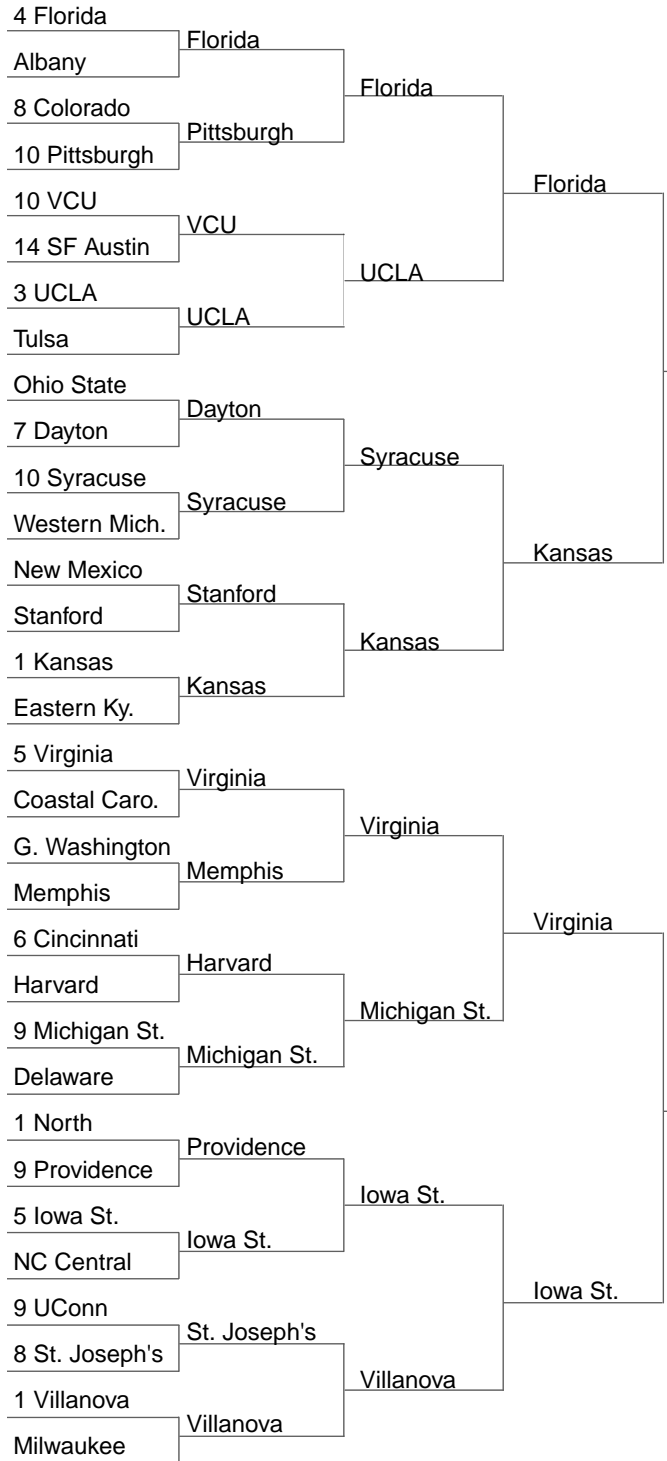 4 Florida
Albany
8 Colorado
10 Pittsburgh
10 VCU
14 SF Austin
3 UCLA
Tulsa
Ohio State
7 Dayton
10 Syracuse
Western Mich.
New Mexico
Stanford
1 Kansas
Eastern Ky.
5 Virginia
Coastal Caro.
G. Washington
Memphis
6 Cincinnati
Harvard
9 Michigan St.
Delaware
1 North
9 Providence
5 Iowa St.
NC Central
9 UConn
8 St. Joseph's
1 Villanova
Milwaukee
Florida
Pittsburgh
VCU
UCLA
Dayton
Syracuse
Stanford
Kansas
Virginia
Memphis
Harvard
Michigan St.
Providence
Iowa St.
St. Joseph's
Villanova
Florida
UCLA
Syracuse
Kansas
Virginia
Michigan St.
Iowa St.
Villanova
Florida
Kansas
Virginia
Iowa St.